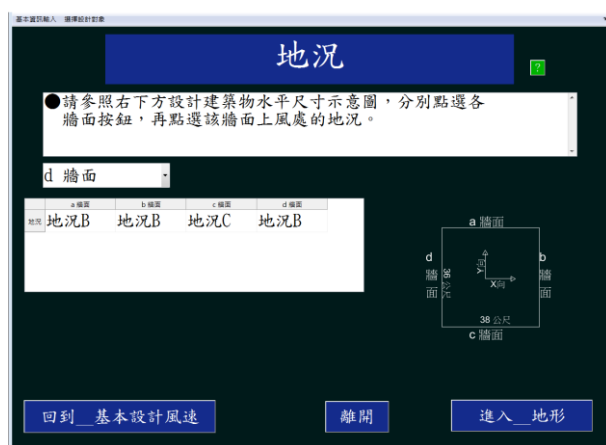 基本資訊輸入 選擇設計對象
地況
?
●請參照右下方設計建築物水平尺寸示意圖，分別點選各
牆面按鈕，再點選該牆面上風處的地況。
d 牆面
a 牆面 b 牆面 c 牆面 d 牆面
地況 地況B 地況B 地況C 地況B
a 牆面
d 牆面
36 公尺
Y向
X向
b 牆面
38 公尺
c 牆面
回到__基本設計風速
離開
進入__地形